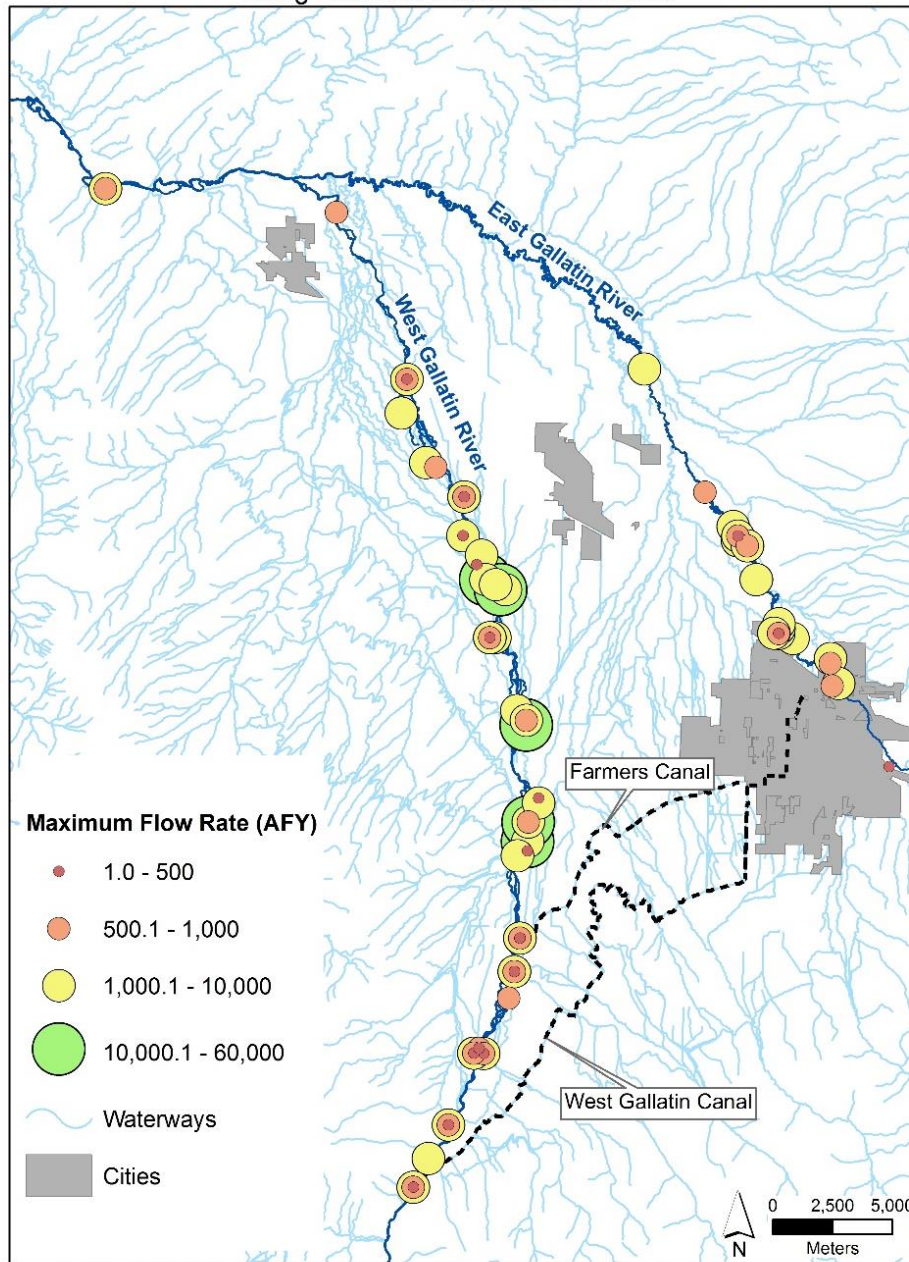 East Gallatin River
West Gallatin River
Farmers Canal
Maximum Flow Rate (AFY)
1.0 - 500
500.1 - 1,000
1,000.1 - 10,000
10,000.1 - 60,000
Waterways
Cities
West Gallatin Canal
N
0 2,500 5,000
Meters